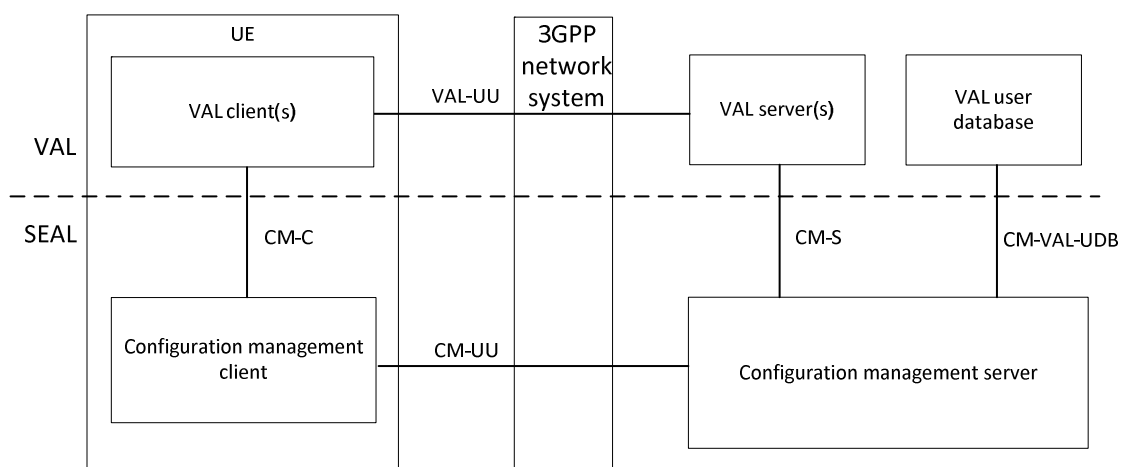 UE
3GPP
network
system
VAL client(s)
VAL-UU
VAL server(s)
VAL user
database
VAL
SEAL
CM-C
CM-S
CM-VAL-UDB
Configuration management
client
CM-UU
Configuration management server